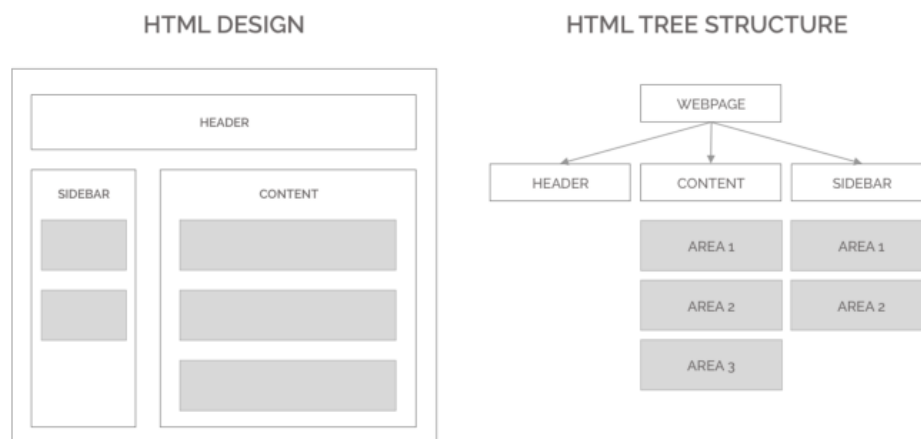 HTML DESIGN
HEADER
SIDEBAR
CONTENT
HTML TREE STRUCTURE
WEBPAGE
HEADER
CONTENT
SIDEBAR
AREA 1
AREA 1
AREA 2
AREA 2
AREA 3